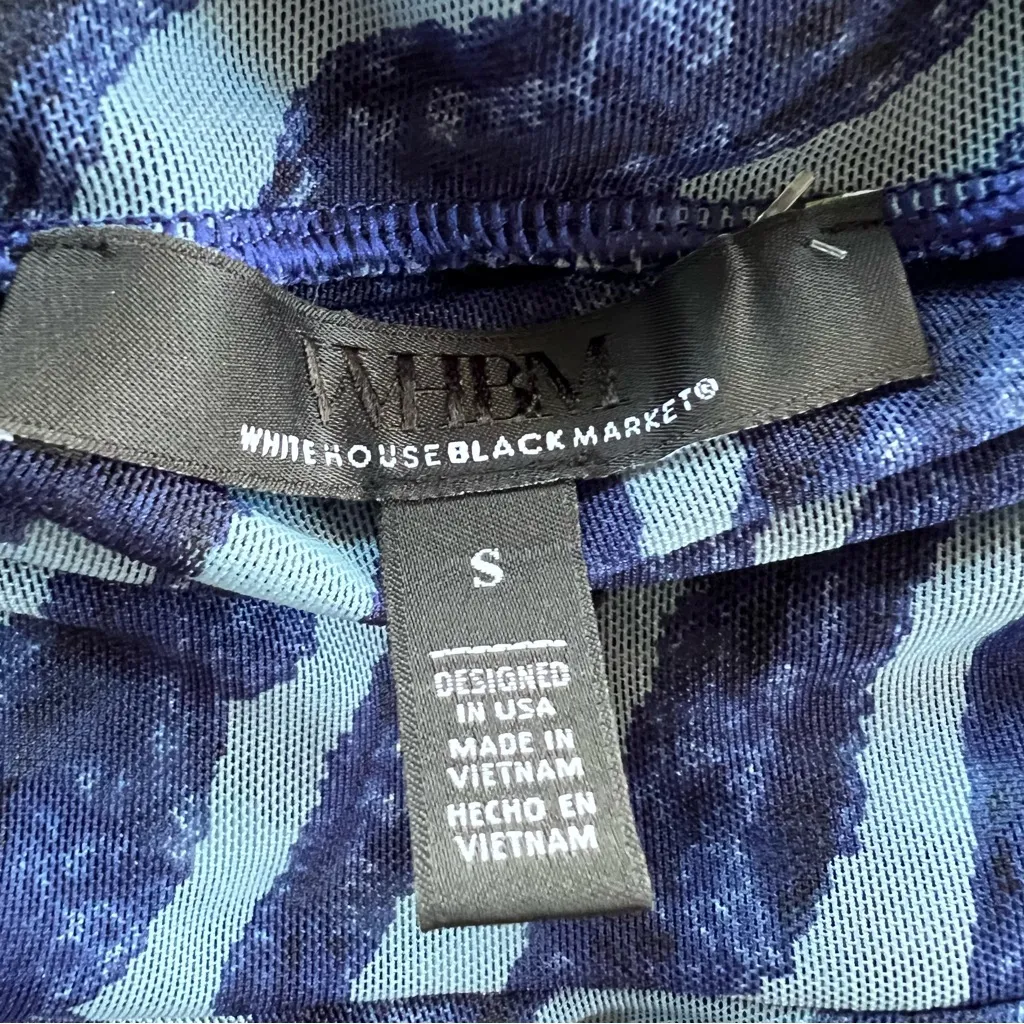 WHBM
WHITE HOUSE BLACK MARKET®
S
DESIGNED
IN USA
MADE IN
VIETNAM
HECHO EN
VIETNAM